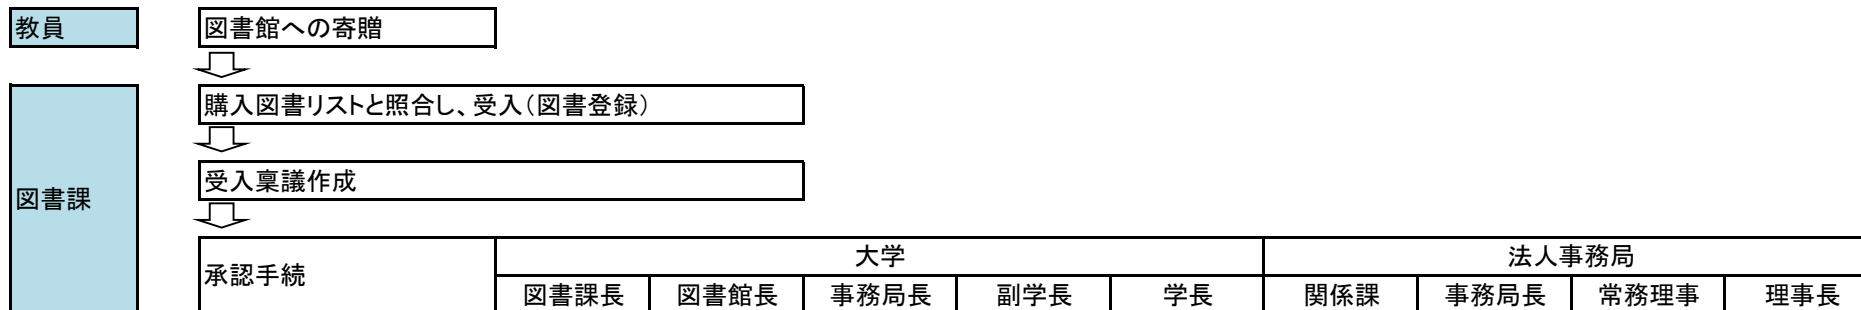 教員
図書館への寄贈
図書課
購入図書リストと照合し、受入（図書登録）
受入稟議作成
承認手続
大学
法人事務局
図書課長
図書館長
事務局長
副学長
学長
関係課
事務局長
常務理事
理事長